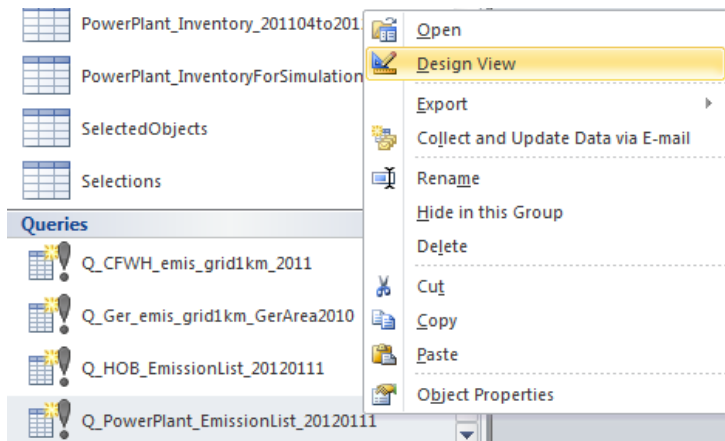 PowerPlant_Inventory_201104to201
PowerPlant_InventoryForSimulation
SelectedObjects
Selections
Queries
Q_CFWH_emis_grid1km_2011
Q_Ger_emis_grid1km_GerArea2010
Q_HOB_EmissionList_20120111
Q_PowerPlant_EmissionList_20120111
Open
Design View
Export
Collect and Update Data via E-mail
Rename
Hide in this Group
Delete
Cut
Copy
Paste
Object Properties